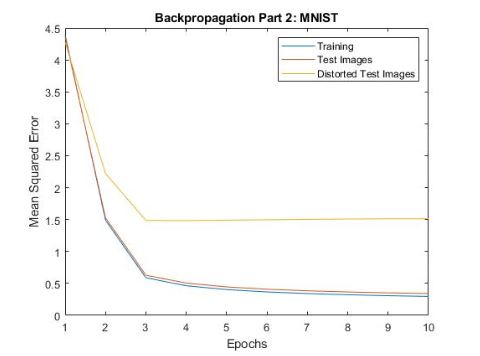 Backpropagation Part 2: MNIST
4.5
4
3.5
3
2.5
2
1.5
1
0.5
0
Mean Squared Error
Training
Test Images
Distorted Test Images
1 2 3 4 5 6 7 8 9 10
Epochs